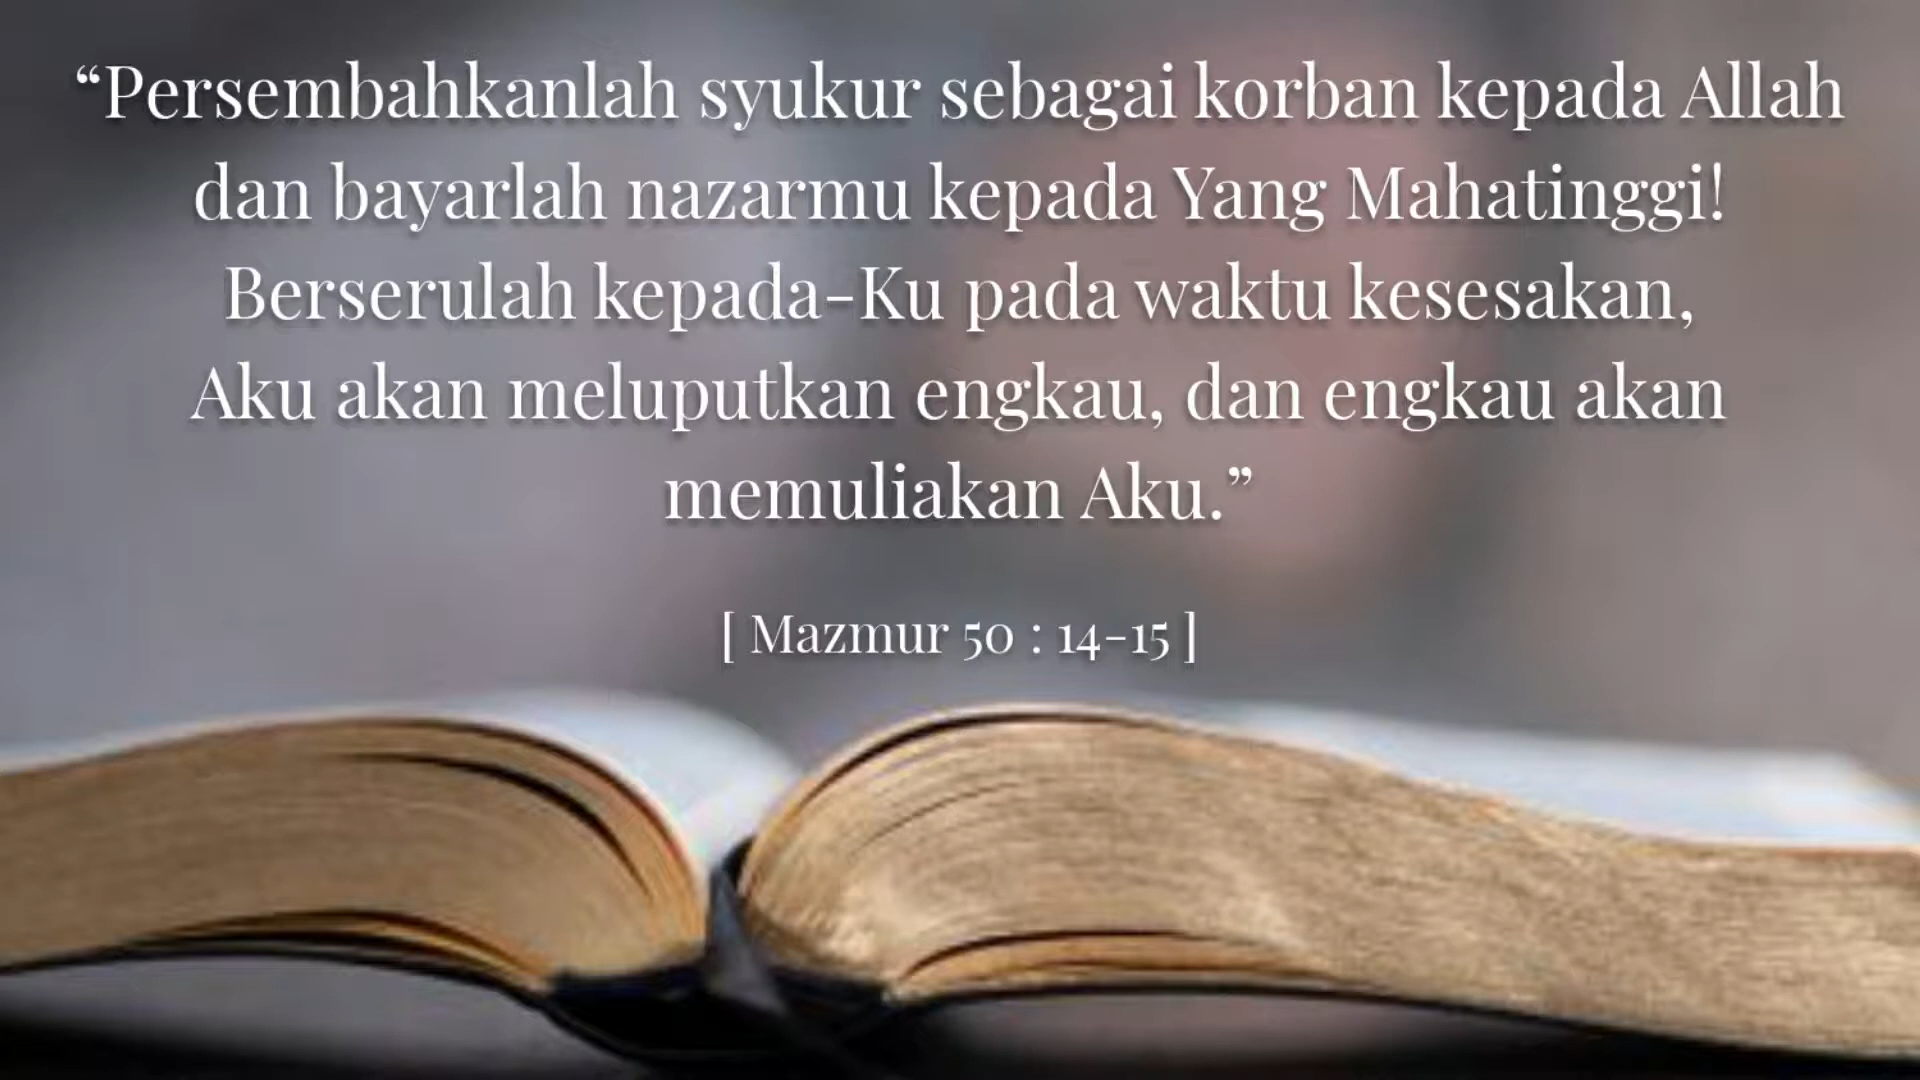 “Persembahkanlah syukur sebagai korban kepada Allah
dan bayarlah nazarmu kepada Yang Mahatinggi!
Berserulah kepada-Ku pada waktu kesesakan,
Aku akan meluputkan engkau, dan engkau akan
memuliakan Aku.”
[ Mazmur 50 : 14-15 ]